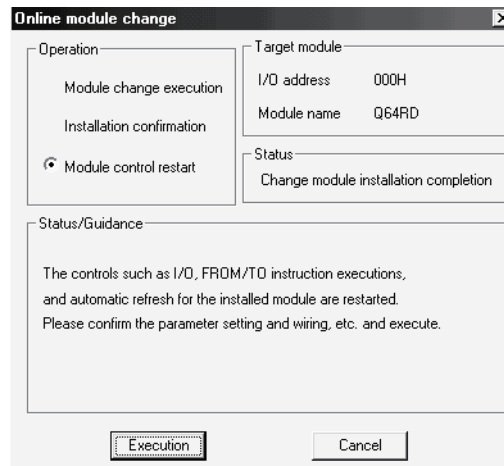 Online module change
Operation
Module change execution
Installation confirmation
Module control restart
Target module
I/O address 000H
Module name Q64RD
Status
Change module installation completion
Status/Guidance
The controls such as I/O, FROM/TO instruction executions,
and automatic refresh for the installed module are restarted.
Please confirm the parameter setting and wiring, etc. and execute.
Execution Cancel